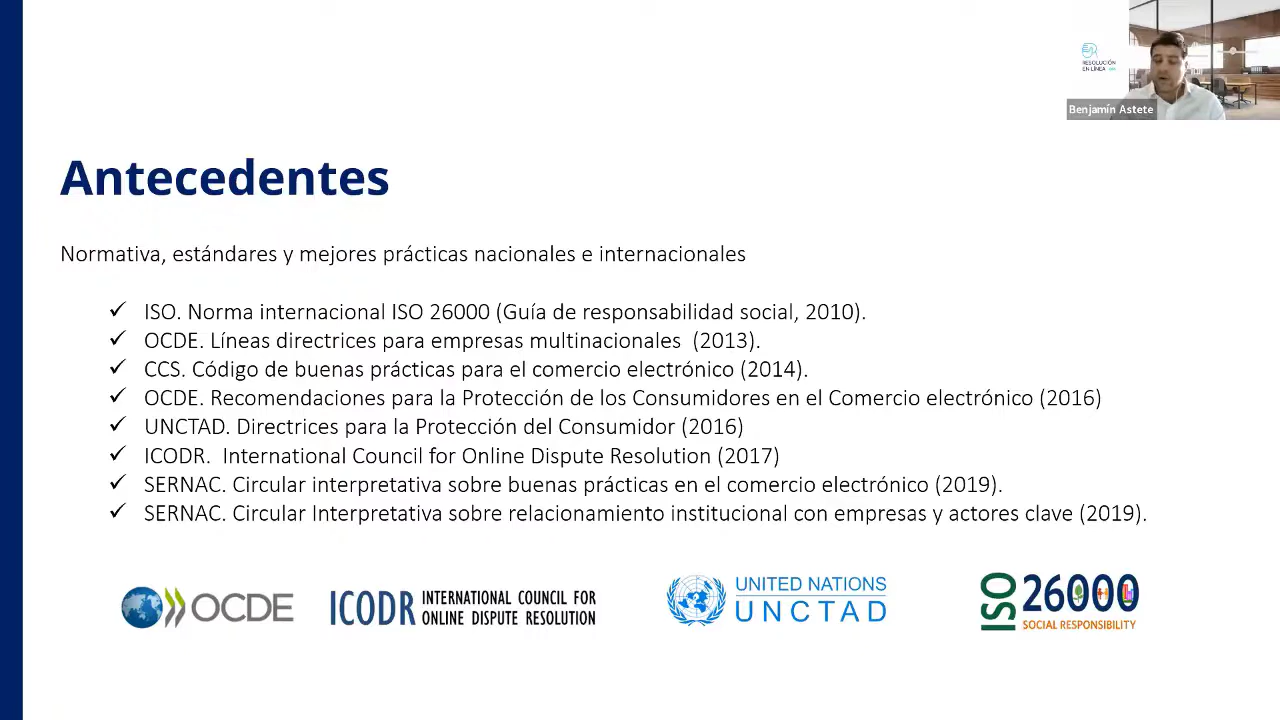 RESOLUCIÓN
EN LÍNEA
Benjamín Astete
Antecedentes
Normativa, estándares y mejores prácticas nacionales e internacionales
✓ ISO. Norma internacional ISO 26000 (Guía de responsabilidad social, 2010).
✓ OCDE. Líneas directrices para empresas multinacionales (2013).
✓ CCS. Código de buenas prácticas para el comercio electrónico (2014).
✓ OCDE. Recomendaciones para la Protección de los Consumidores en el Comercio electrónico (2016)
✓ UNCTAD. Directrices para la Protección del Consumidor (2016)
✓ ICODR. International Council for Online Dispute Resolution (2017)
✓ SERNAC. Circular interpretativa sobre buenas prácticas en el comercio electrónico (2019).
✓ SERNAC. Circular Interpretativa sobre relacionamiento institucional con empresas y actores clave (2019).
OCDE
ICODR INTERNATIONAL COUNCIL FOR
ONLINE DISPUTE RESOLUTION
UNITED NATIONS
UNCTAD
ISO 26000
SOCIAL RESPONSIBILITY